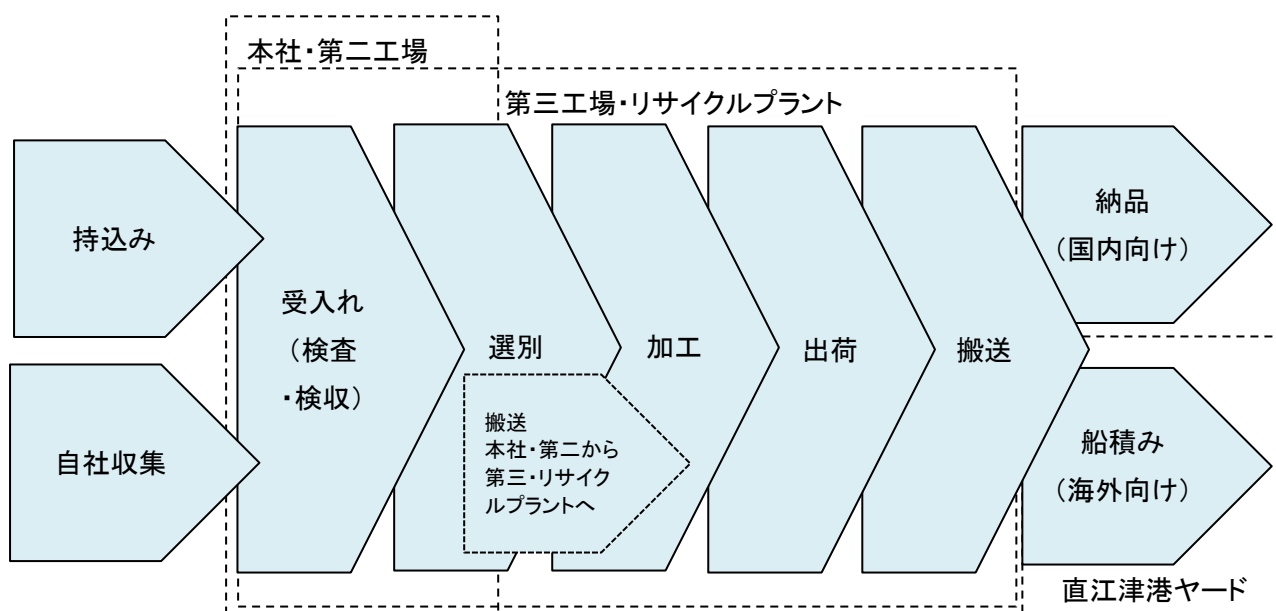 本社・第二工場
第三工場・リサイクルプラント
持込み
自社収集
受入れ
（検査
・検収）
選別
搬送
本社・第二から
第三・リサイク
ルプラントへ
加工
出荷
搬送
納品
（国内向け）
船積み
（海外向け）
直江津港ヤード